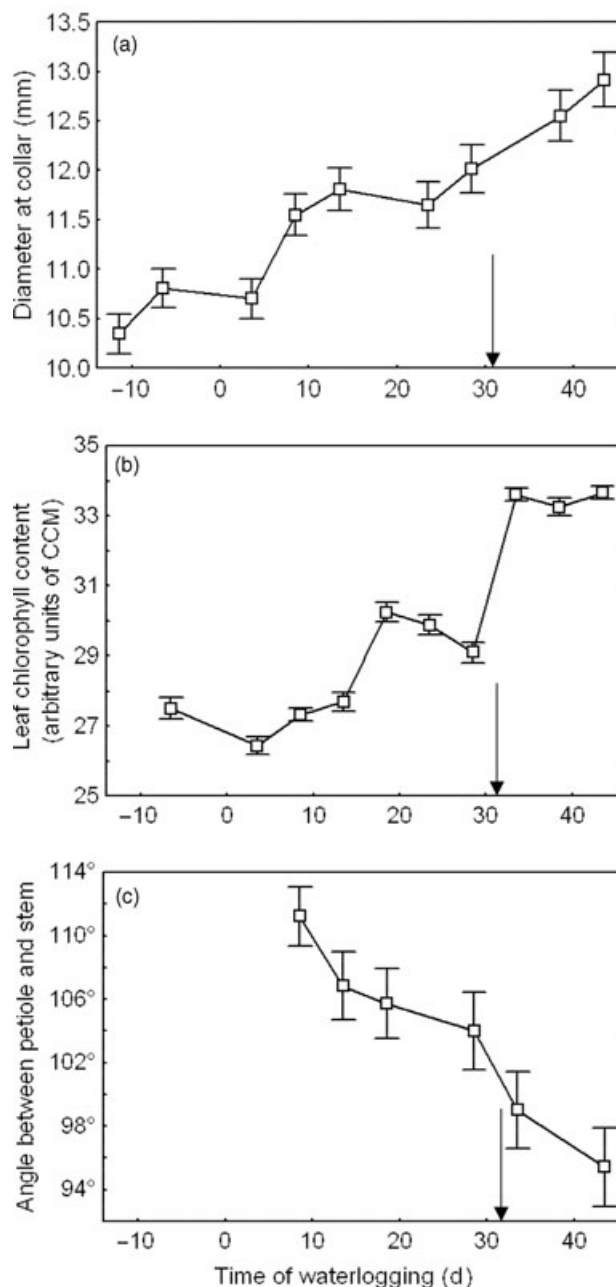 (a)
Diameter at collar (mm)
13.5
13.0
12.5
12.0
11.5
11.0
10.5
10.0
−10 0 10 20 30 40
(b)
Leaf chlorophyll content
(arbitrary units of CCM)
35
33
31
29
27
25
−10 0 10 20 30 40
(c)
Angle between petiole and stem
114°
110°
106°
102°
98°
94°
−10 0 10 20 30 40
Time of waterlogging (d)